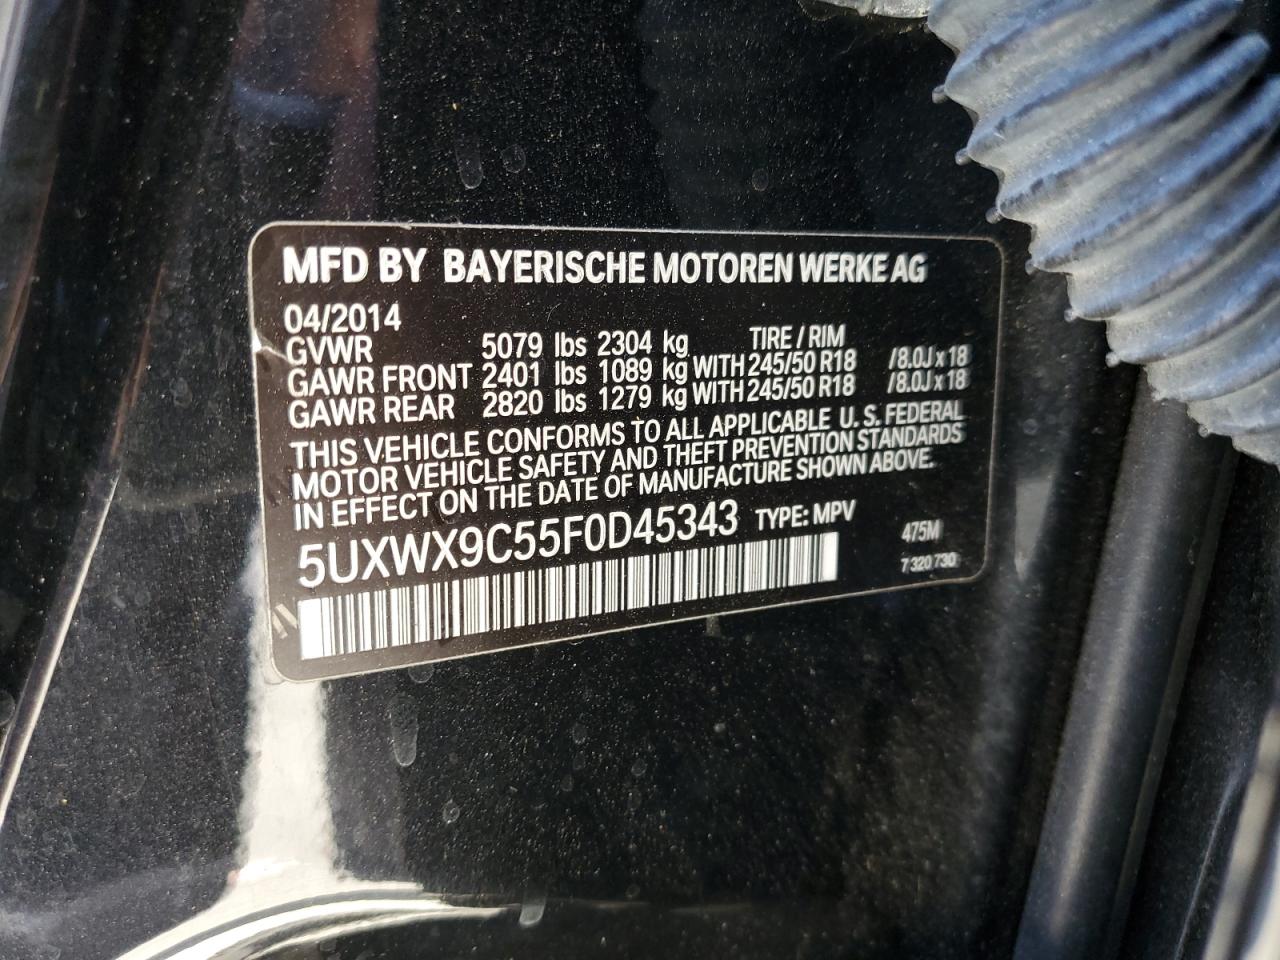 MFD BY BAYERISCHE MOTOREN WERKE AG
04/2014
GVWR 5079 lbs 2304 kg TIRE / RIM
GAWR FRONT 2401 lbs 1089 kg WITH 245/50 R18 /8.0J x 18
GAWR REAR 2820 lbs 1279 kg WITH 245/50 R18 /8.0J x 18
THIS VEHICLE CONFORMS TO ALL APPLICABLE U. S. FEDERAL
MOTOR VEHICLE SAFETY AND THEFT PREVENTION STANDARDS
IN EFFECT ON THE DATE OF MANUFACTURE SHOWN ABOVE.
5UXWX9C55F0D45343 TYPE: MPV 475M
7 320 730